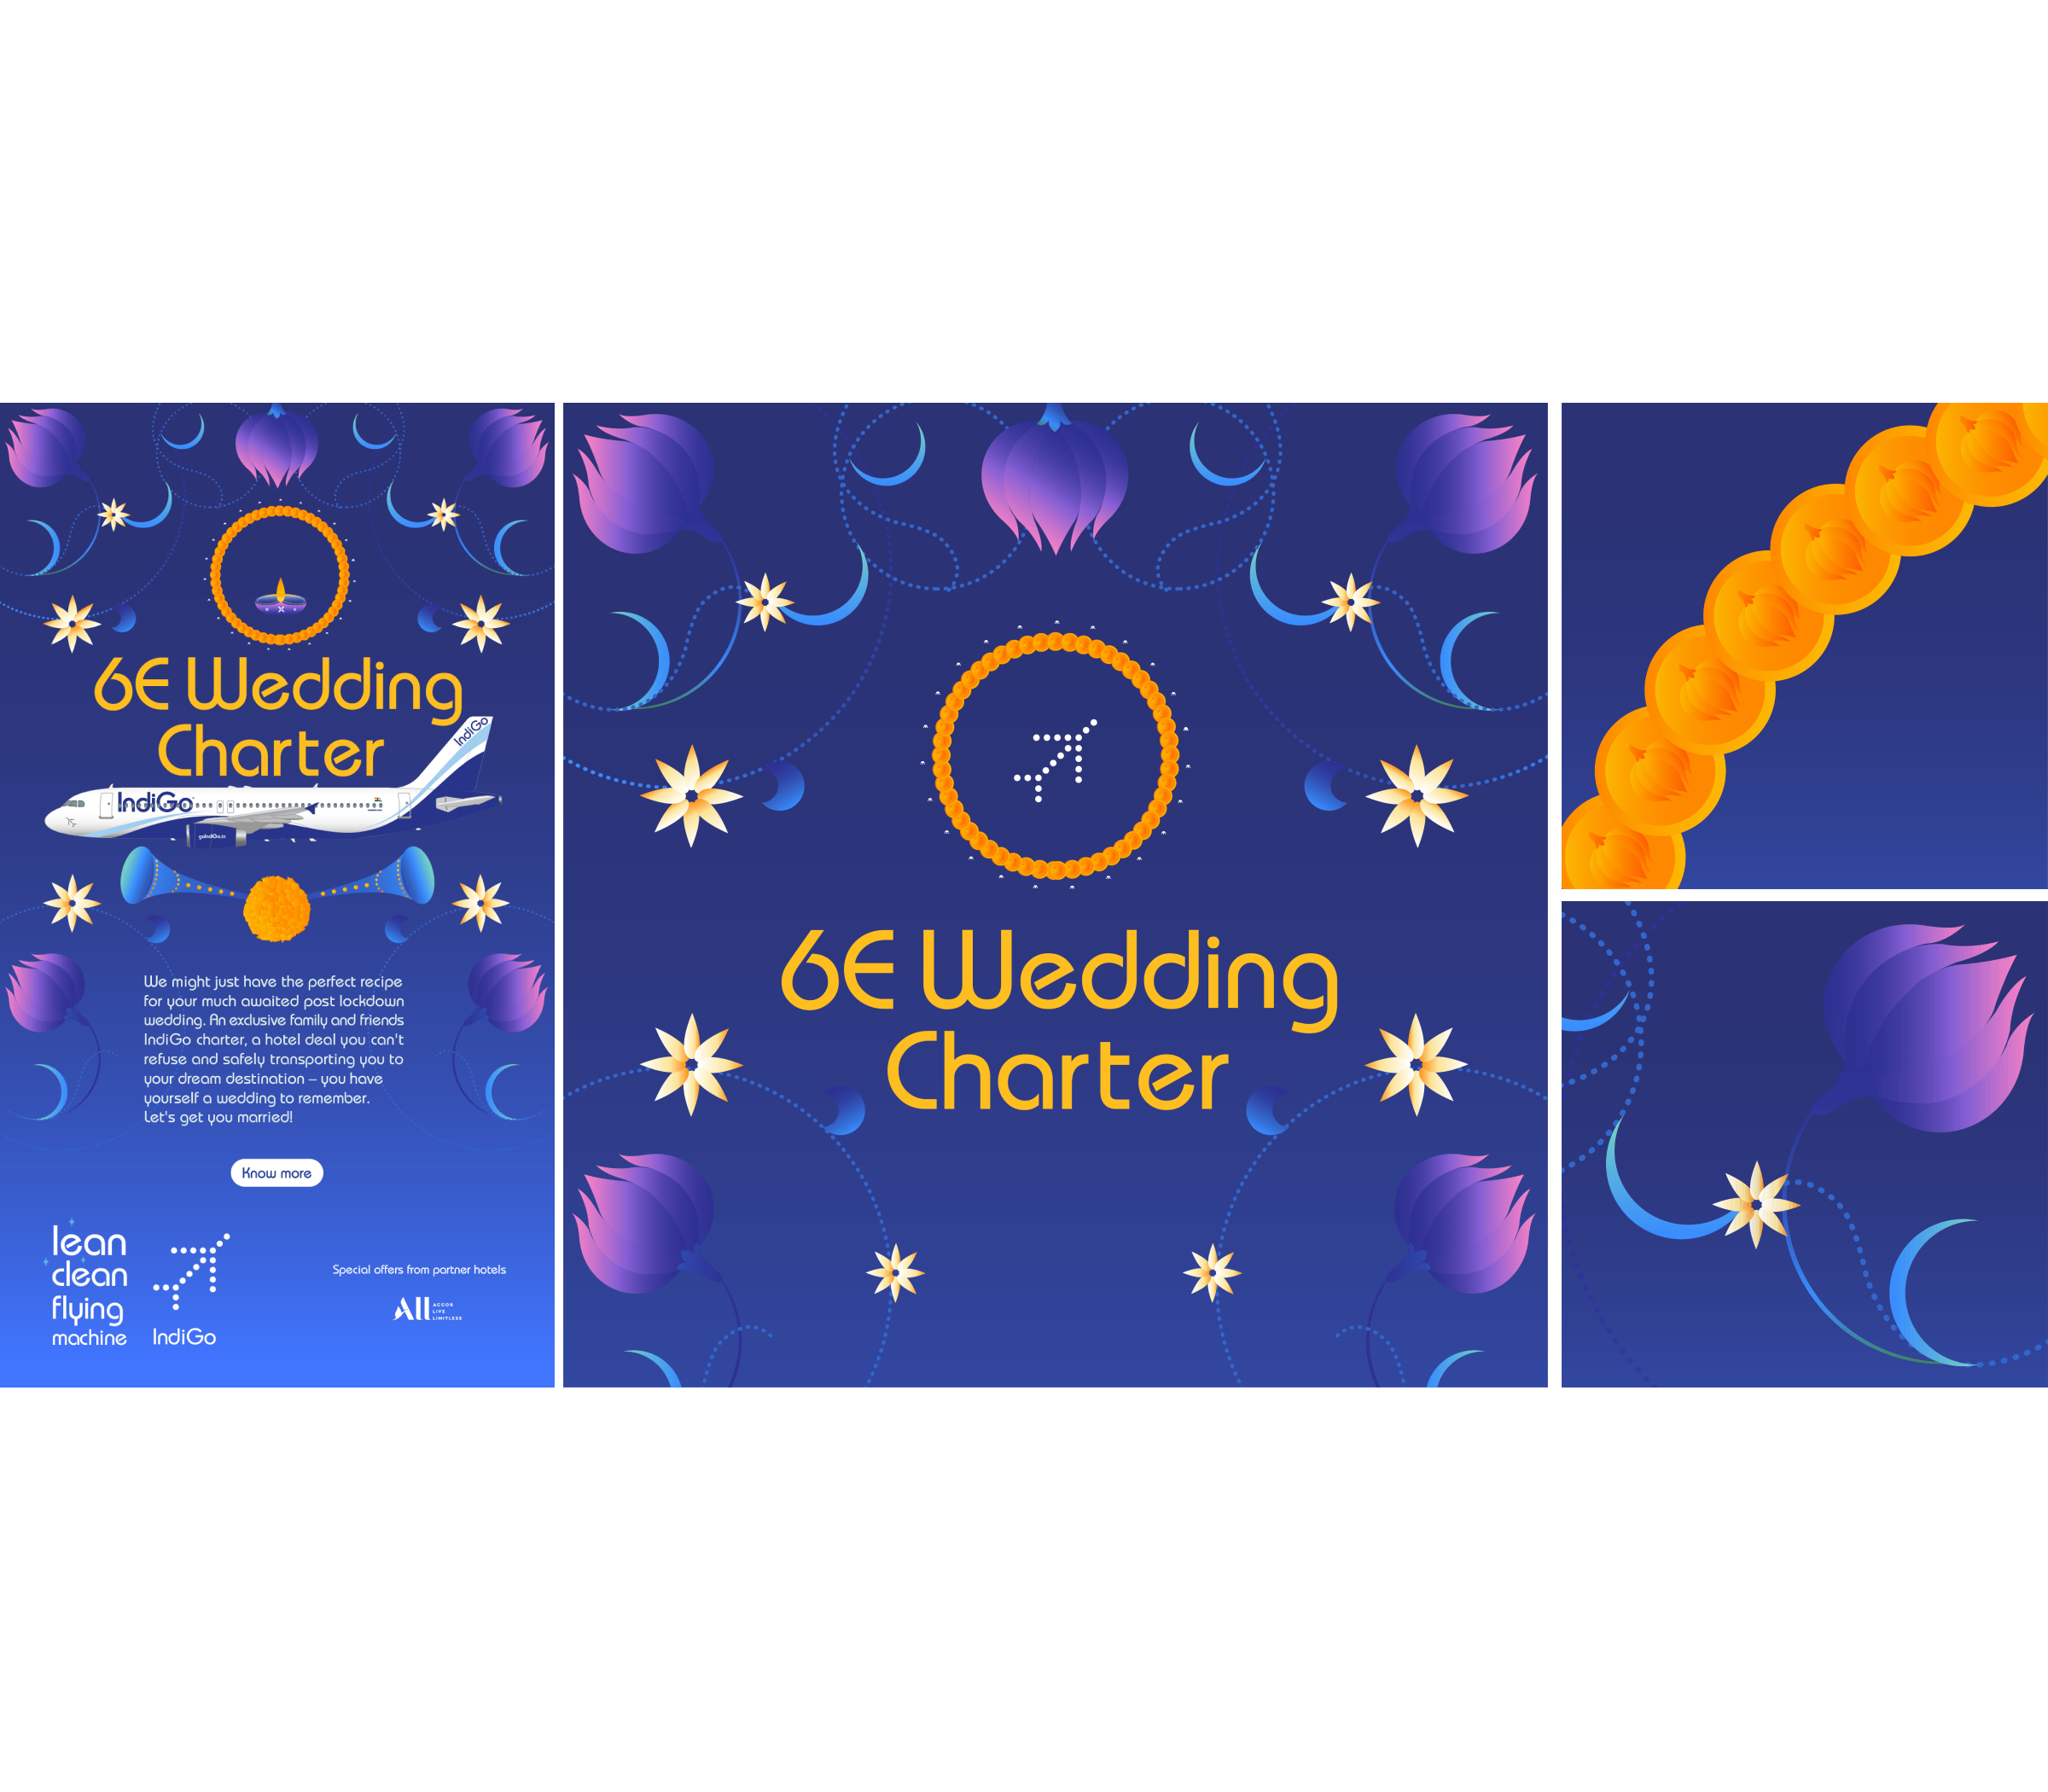 6E Wedding
Charter
IndiGo
IndiGo
goIndiGo.in
We might just have the perfect recipe
for your much awaited post lockdown
wedding. An exclusive family and friends
IndiGo charter, a hotel deal you can't
refuse and safely transporting you to
your dream destination – you have
yourself a wedding to remember.
Let's get you married!
Know more
lean
clean
flying
machine
IndiGo
Special offers from partner hotels
ALL ACCOR
LIVE
LIMITLESS
6E Wedding
Charter